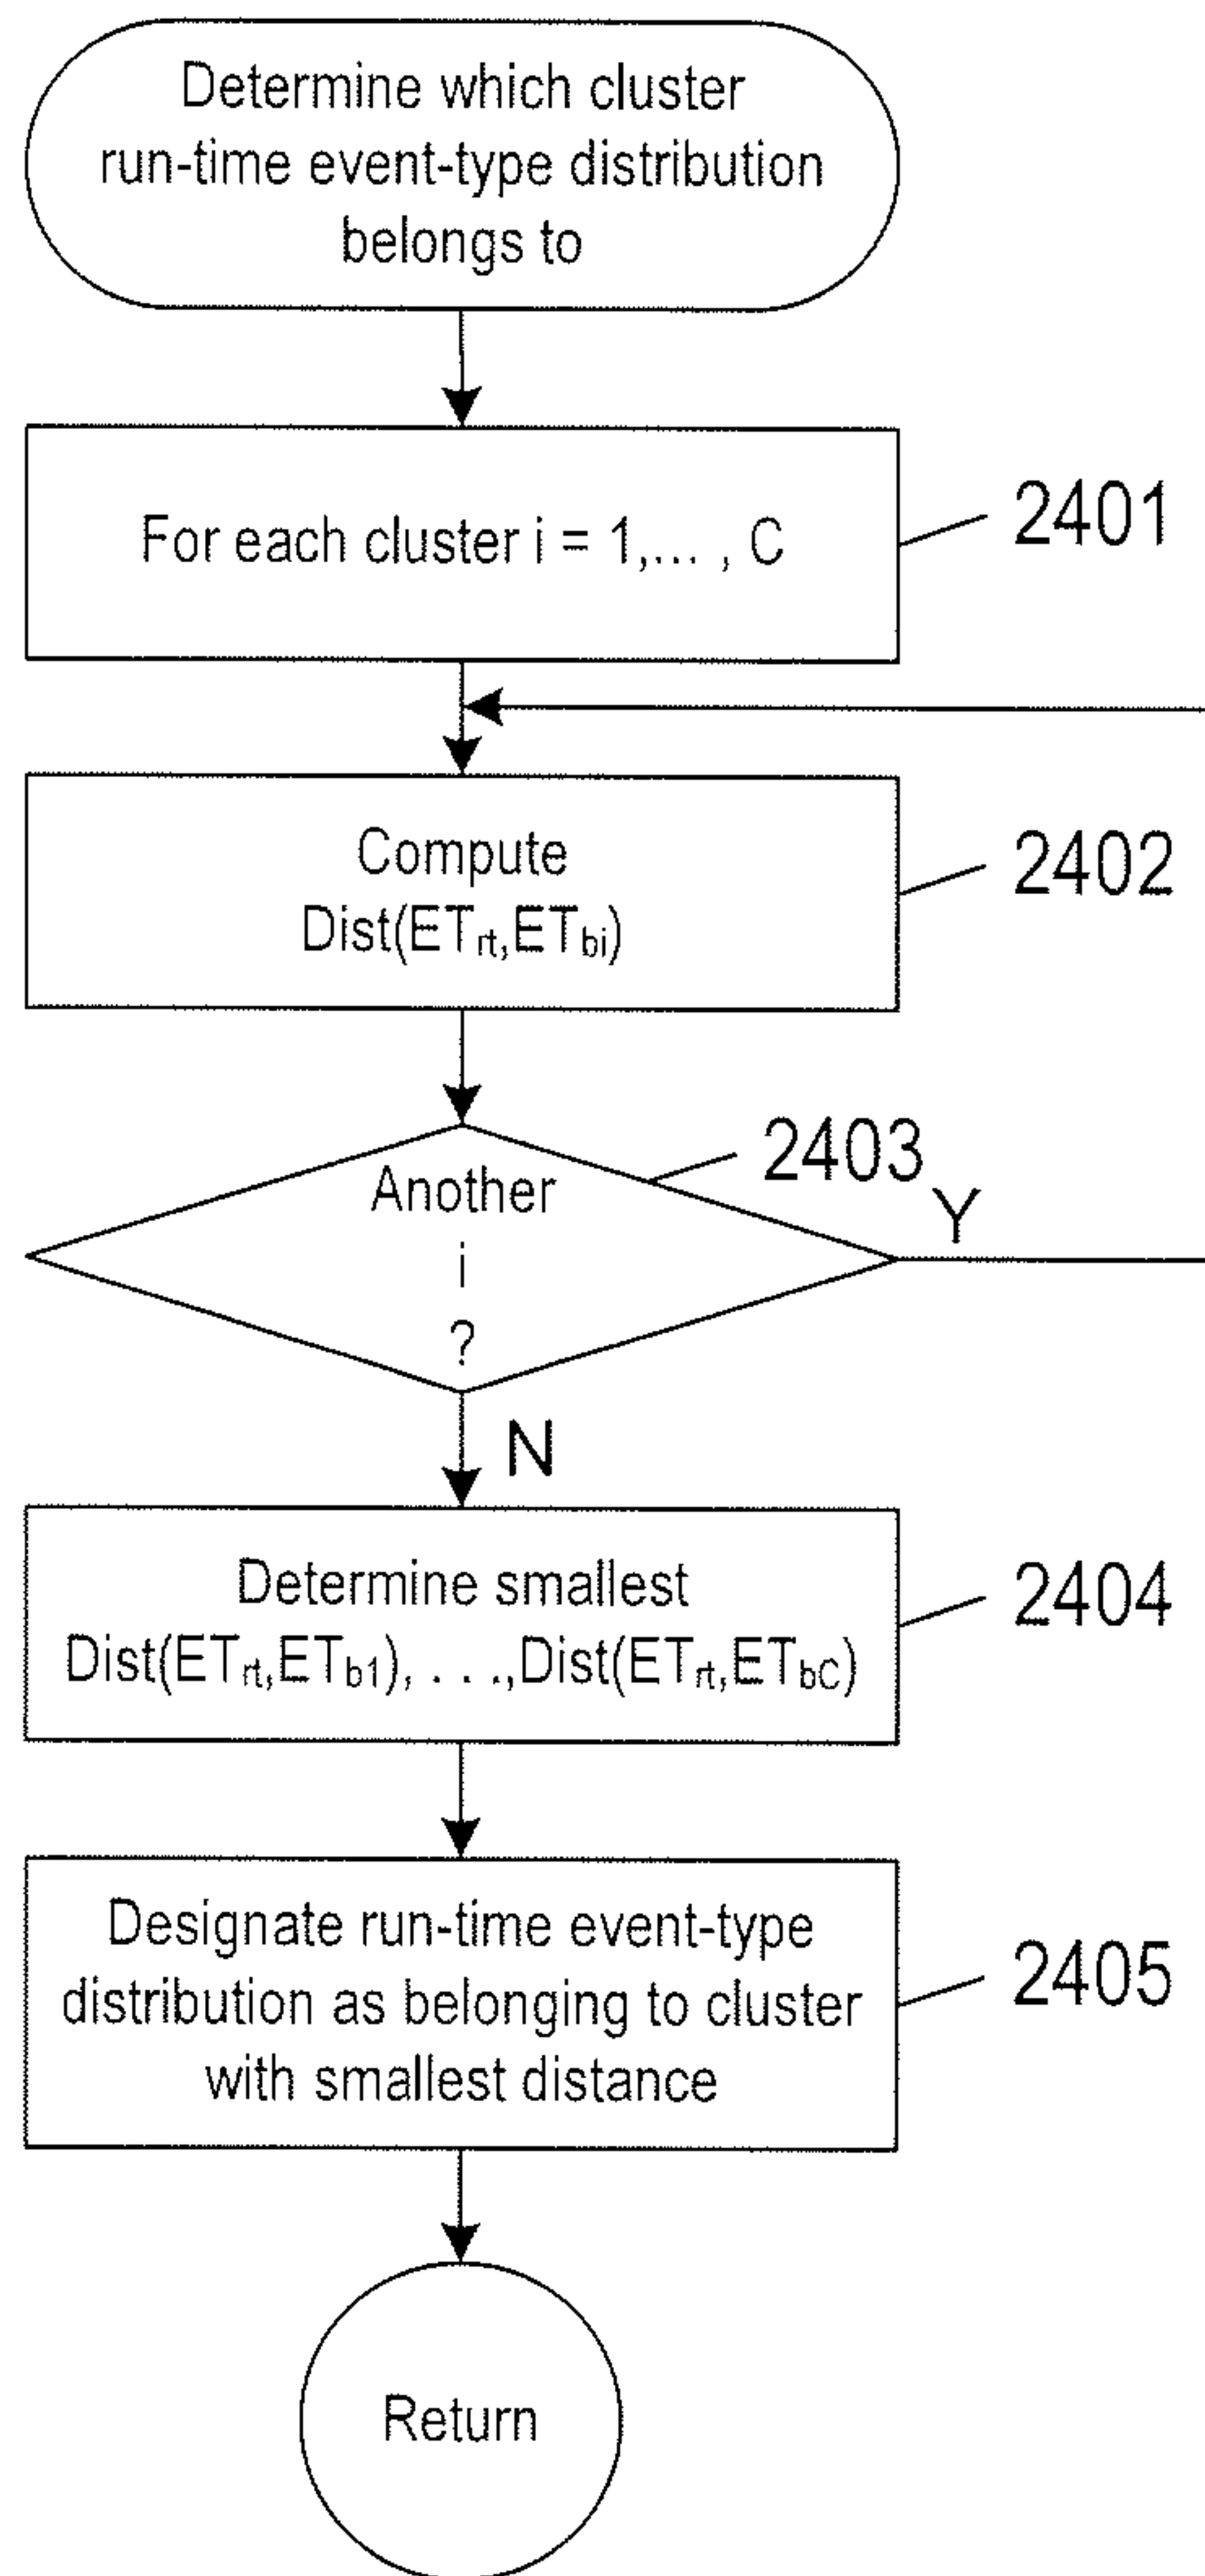 Determine which cluster
run-time event-type distribution
belongs to
For each cluster i = 1,... , C
2401
Compute
Dist(ETrt,ETbi)
2402
Another
i
?
2403
Y
N
Determine smallest
Dist(ETrt,ETb1), . . .,Dist(ETrt,ETbC)
2404
Designate run-time event-type
distribution as belonging to cluster
with smallest distance
2405
Return